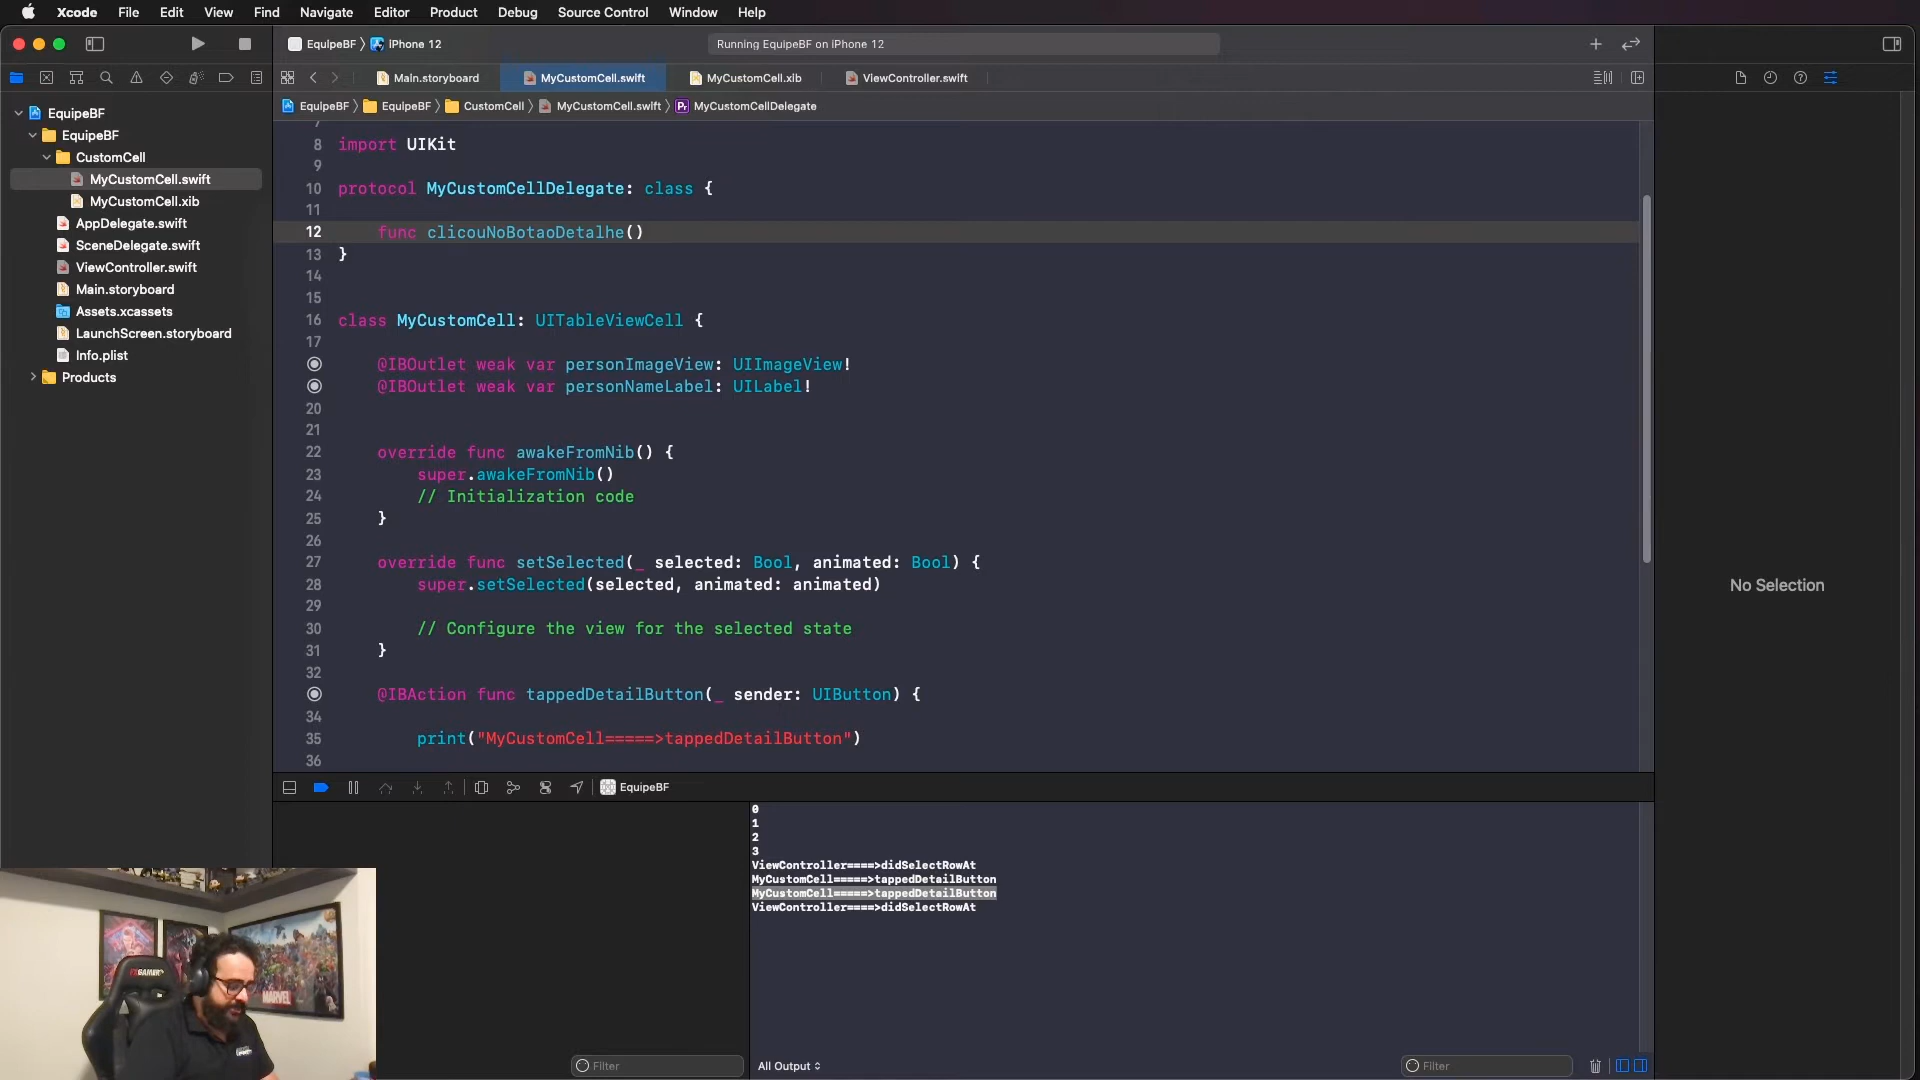 Xcode File Edit View Find Navigate Editor Product Debug Source Control Window Help
EquipeBF iPhone 12
Running EquipeBF on iPhone 12
Main.storyboard MyCustomCell.swift MyCustomCell.xib ViewController.swift
EquipeBF EquipeBF CustomCell MyCustomCell.swift Pr MyCustomCellDelegate
EquipeBF
EquipeBF
CustomCell
MyCustomCell.swift
MyCustomCell.xib
AppDelegate.swift
SceneDelegate.swift
ViewController.swift
Main.storyboard
Assets.xcassets
LaunchScreen.storyboard
Info.plist
Products
7
8 import UIKit
9
10 protocol MyCustomCellDelegate: class {
11
12 func clicouNoBotaoDetalhe()
13 }
14
15
16 class MyCustomCell: UITableViewCell {
17
@IBOutlet weak var personImageView: UIImageView!
@IBOutlet weak var personNameLabel: UILabel!
20
21
22 override func awakeFromNib() {
23 super.awakeFromNib()
24 // Initialization code
25 }
26
27 override func setSelected(_ selected: Bool, animated: Bool) {
28 super.setSelected(selected, animated: animated)
29
30 // Configure the view for the selected state
31 }
32
@IBAction func tappedDetailButton(_ sender: UIButton) {
34
35 print("MyCustomCell=====>tappedDetailButton")
36
No Selection
EquipeBF
0
1
2
3
ViewController====>didSelectRowAt
MyCustomCell=====>tappedDetailButton
MyCustomCell=====>tappedDetailButton
ViewController====>didSelectRowAt
MARVEL
Filter
All Output
Filter